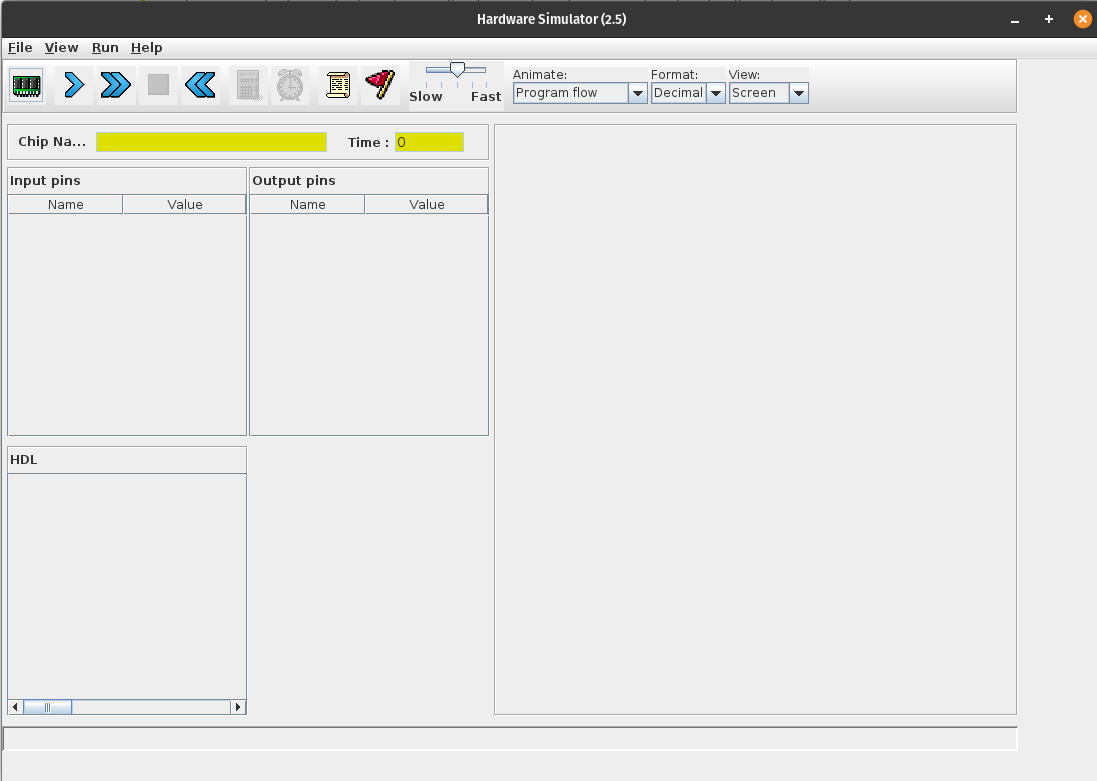 Hardware Simulator (2.5)
File View Run Help
Slow Fast
Animate: Format: View:
Program flow Decimal Screen
Chip Na... Time : 0
Input pins Output pins
Name Value Name Value
HDL